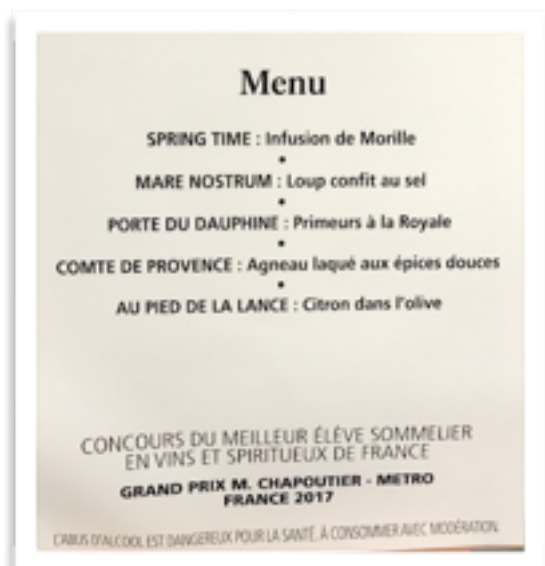 Menu
SPRING TIME : Infusion de Morille
•
MARE NOSTRUM : Loup confit au sel
•
PORTE DU DAUPHINE : Primeurs à la Royale
•
COMTE DE PROVENCE : Agneau laqué aux épices douces
•
AU PIED DE LA LANCE : Citron dans l'olive
CONCOURS DU MEILLEUR ÉLÈVE SOMMELIER
EN VINS ET SPIRITUEUX DE FRANCE
GRAND PRIX M. CHAPOUTIER - METRO
FRANCE 2017
L'ABUS D'ALCOOL EST DANGEREUX POUR LA SANTÉ. À CONSOMMER AVEC MODÉRATION.